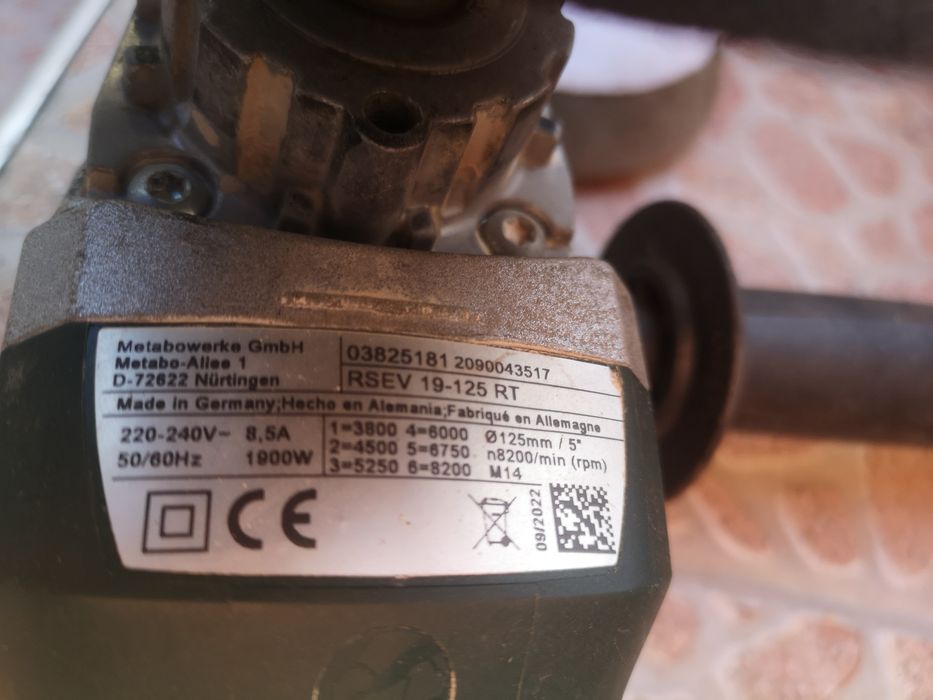 Metabowerke GmbH
Metabo-Allee 1
D-72622 Nürtingen
03825181 2090043517
RSEV 19-125 RT
Made in Germany;Hecho en Alemania;Fabriqué en Allemagne
220-240V~ 8,5A
50/60Hz 1900W
1=3800 4=6000
2=4500 5=6750
3=5250 6=8200
Ø125mm / 5"
n8200/min (rpm)
M14
CE
09/2022